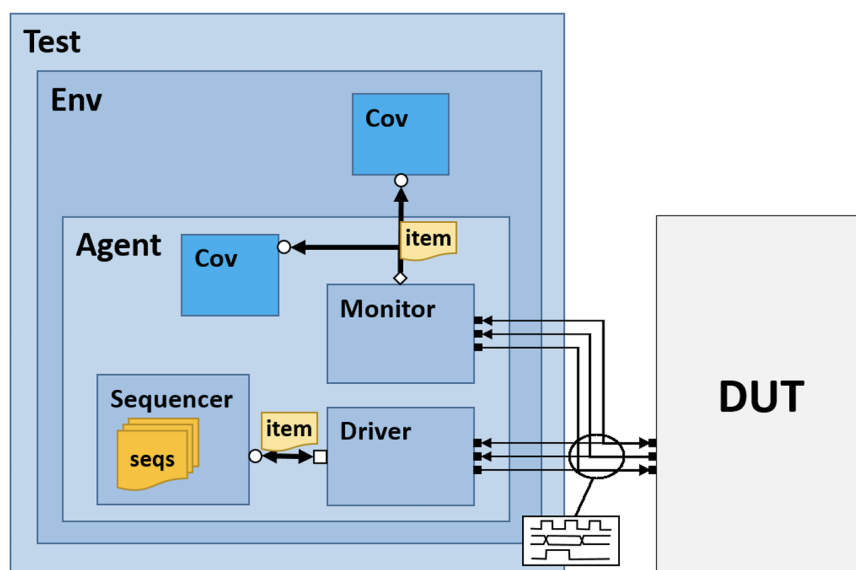 Test
Env
Cov
Agent
item
Cov
Monitor
Sequencer
seqs
item
Driver
DUT